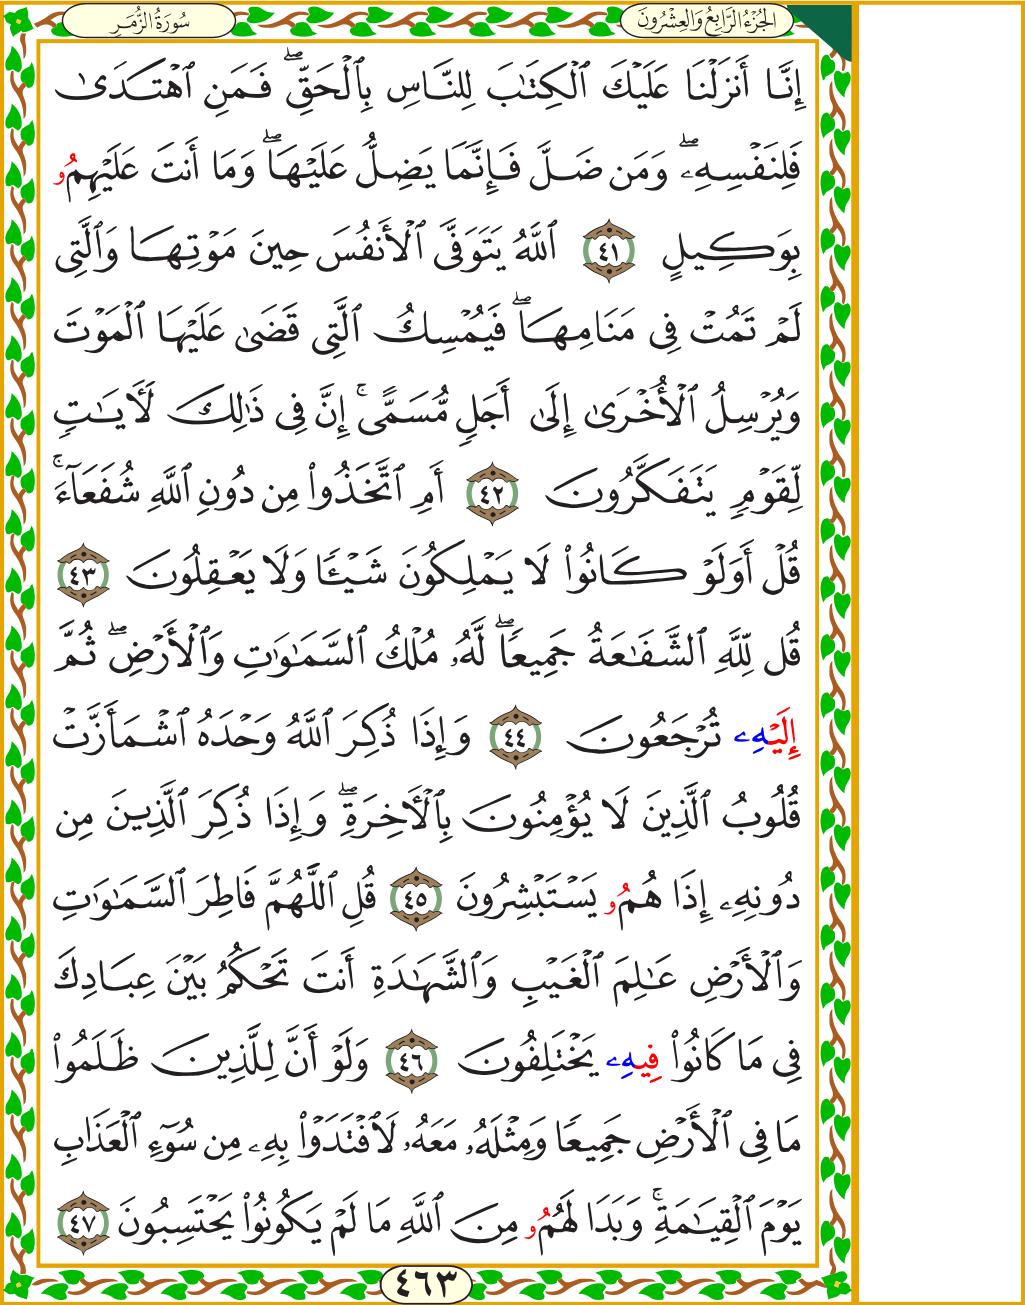 الجُزْءُ الرَّابِعُ وَالعِشْرُونَ
سُورَةُ الزُّمَرِ
إِنَّا أَنزَلْنَا عَلَيْكَ ٱلْكِتَٰبَ لِلنَّاسِ بِٱلْحَقِّۖ فَمَنِ ٱهْتَدَىٰ
فَلِنَفْسِهِۦۖ وَمَن ضَلَّ فَإِنَّمَا يَضِلُّ عَلَيْهَاۖ وَمَا أَنتَ عَلَيْهِمُۥ
بِوَكِيلٍ ٤١ ٱللَّهُ يَتَوَفَّى ٱلْأَنفُسَ حِينَ مَوْتِهَا وَٱلَّتِى
لَمْ تَمُتْ فِى مَنَامِهَاۖ فَيُمْسِكُ ٱلَّتِى قَضَىٰ عَلَيْهَا ٱلْمَوْتَ
وَيُرْسِلُ ٱلْأُخْرَىٰ إِلَىٰ أَجَلٍ مُّسَمًّىۚ إِنَّ فِى ذَٰلِكَ لَأَيَٰتٍ
لِّقَوْمٍ يَتَفَكَّرُونَ ٤٢ أَمِ ٱتَّخَذُوا۟ مِن دُونِ ٱللَّهِ شُفَعَآءَۚ
قُلْ أَوَلَوْ كَانُوا۟ لَا يَمْلِكُونَ شَيْـًٔا وَلَا يَعْقِلُونَ ٤٣
قُل لِّلَّهِ ٱلشَّفَٰعَةُ جَمِيعًاۖ لَّهُۥ مُلْكُ ٱلسَّمَٰوَٰتِ وَٱلْأَرْضِۖ ثُمَّ
إِلَيْهِۦ تُرْجَعُونَ ٤٤ وَإِذَا ذُكِرَ ٱللَّهُ وَحْدَهُ ٱشْمَأَزَّتْ
قُلُوبُ ٱلَّذِينَ لَا يُؤْمِنُونَ بِٱلْأَخِرَةِۖ وَإِذَا ذُكِرَ ٱلَّذِينَ مِن
دُونِهِۦ إِذَا هُمُۥ يَسْتَبْشِرُونَ ٤٥ قُلِ ٱللَّهُمَّ فَاطِرَ ٱلسَّمَٰوَٰتِ
وَٱلْأَرْضِ عَٰلِمَ ٱلْغَيْبِ وَٱلشَّهَٰدَةِ أَنتَ تَحْكُمُ بَيْنَ عِبَادِكَ
فِى مَا كَانُوا۟ فِيهِۦ يَخْتَلِفُونَ ٤٦ وَلَوْ أَنَّ لِلَّذِينَ ظَلَمُوا۟
مَا فِى ٱلْأَرْضِ جَمِيعًا وَمِثْلَهُۥ مَعَهُۥ لَٱفْتَدَوْا۟ بِهِۦ مِن سُوٓءِ ٱلْعَذَابِ
يَوْمَ ٱلْقِيَٰمَةِۚ وَبَدَا لَهُمُۥ مِنَ ٱللَّهِ مَا لَمْ يَكُونُوا۟ يَحْتَسِبُونَ ٤٧
٤٦٣